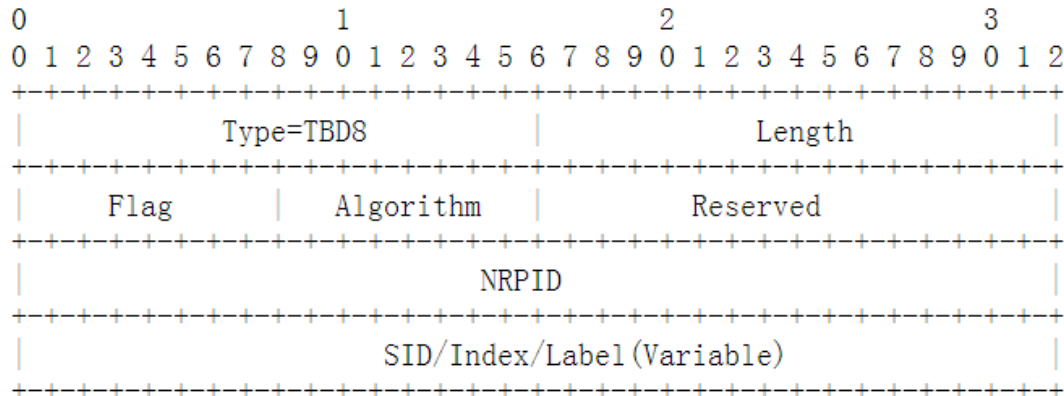 0                   1                   2                   3
0 1 2 3 4 5 6 7 8 9 0 1 2 3 4 5 6 7 8 9 0 1 2 3 4 5 6 7 8 9 0 1 2
+-+-+-+-+-+-+-+-+-+-+-+-+-+-+-+-+-+-+-+-+-+-+-+-+-+-+-+-+-+-+-+-+
|            Type=TBD8           |            Length             |
+-+-+-+-+-+-+-+-+-+-+-+-+-+-+-+-+-+-+-+-+-+-+-+-+-+-+-+-+-+-+-+-+
|     Flag      |   Algorithm    |           Reserved            |
+-+-+-+-+-+-+-+-+-+-+-+-+-+-+-+-+-+-+-+-+-+-+-+-+-+-+-+-+-+-+-+-+
|                             NRPID                              |
+-+-+-+-+-+-+-+-+-+-+-+-+-+-+-+-+-+-+-+-+-+-+-+-+-+-+-+-+-+-+-+-+
|                   SID/Index/Label(Variable)                    |
+-+-+-+-+-+-+-+-+-+-+-+-+-+-+-+-+-+-+-+-+-+-+-+-+-+-+-+-+-+-+-+-+